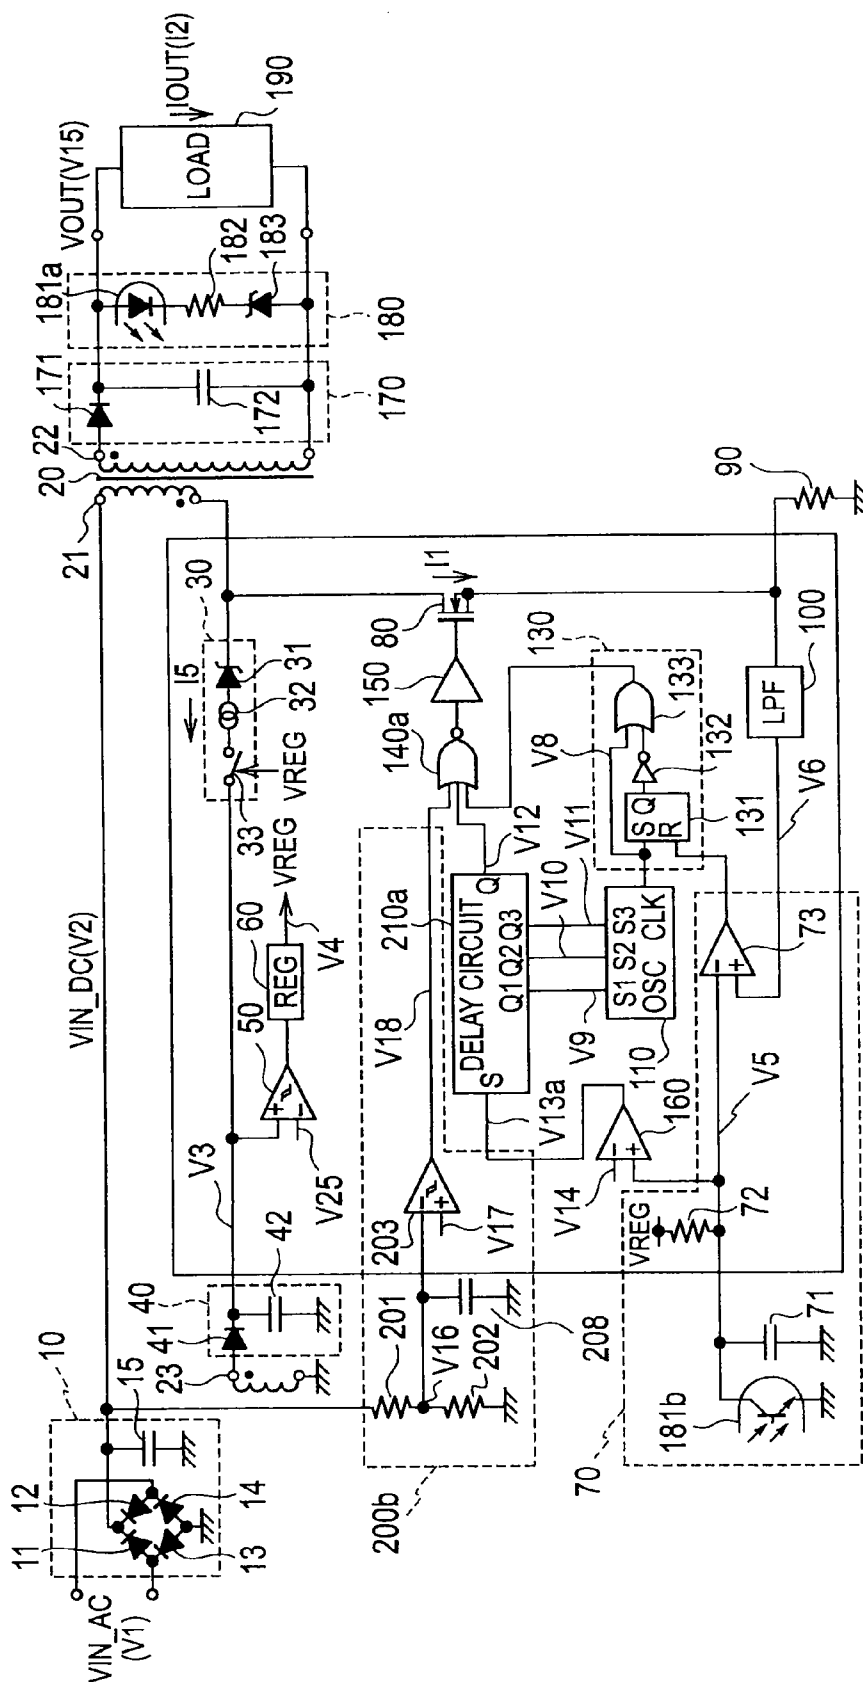 VIN_AC
(V1)
10
11
12
13
14
15
VIN_DC(V2)
21
20
22
171
172
170
181a
182
183
180
VOUT(V15)
LOAD
IOUT(I2)
190
23
41
40
42
V3
V25
50
60
REG
V4
VREG
33
VREG
32
31
30
I5
200b
201
V16
202
208
203
V17
V18
210a
DELAY CIRCUIT
S
Q
Q1 Q2 Q3
V12
V13a
V9
V10
V11
S1 S2 S3
OSC CLK
110
V14
160
140a
150
80
I1
130
V8
133
132
S Q
R
131
90
100
LPF
V6
73
V5
VREG
72
71
181b
70